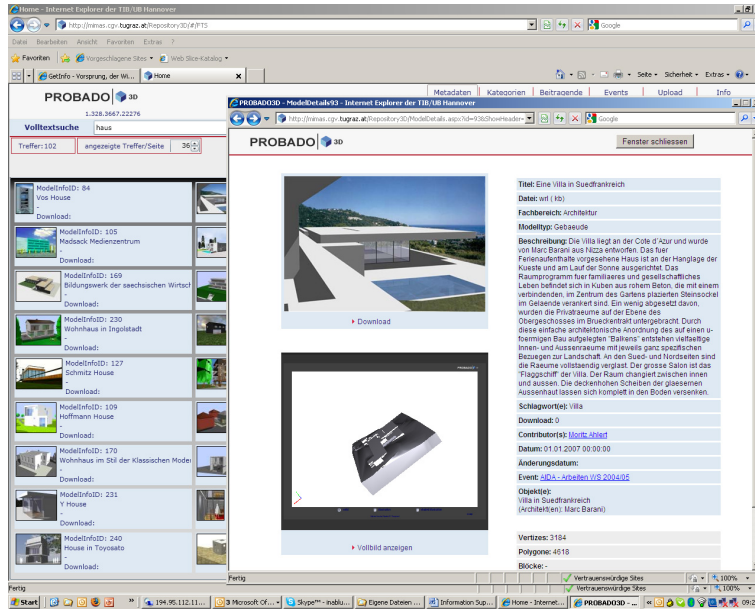 Home - Internet Explorer der TIB/UB Hannover
http://mimas.cgv.tugraz.at/Repository3D/#/FTS
Google
Datei Bearbeiten Ansicht Favoriten Extras ?
Favoriten Vorgeschlagene Sites Web Slice-Katalog
GetInfo - Vorsprung, der Wi... Home x Seite Sicherheit Extras
PROBADO 3D
Metadaten Kategorien Beitragende Events Upload Info
1.328.3667.22276
Volltextsuche haus
Treffer:102 angezeigte Treffer/Seite 36
ModelInfoID: 84
Vos House
-
Download:
ModelInfoID: 105
Madsack Medienzentrum
-
Download:
ModelInfoID: 169
Bildungswerk der saechsischen Wirtsch
-
Download:
ModelInfoID: 230
Wohnhaus in Ingolstadt
-
Download:
ModelInfoID: 127
Schmitz House
-
Download:
ModelInfoID: 109
Hoffmann House
-
Download:
ModelInfoID: 170
Wohnhaus im Stil der Klassischen Moder
-
Download:
ModelInfoID: 231
Y House
-
Download:
ModelInfoID: 240
House in Toyosato
-
Download:
Fertig
PROBADO3D - ModelDetails93 - Internet Explorer der TIB/UB Hannover
http://mimas.cgv.tugraz.at/Repository3D/ModelDetails.aspx?id=93&ShowHeader=
Google
PROBADO 3D
Fenster schliessen
Download
Vollbild anzeigen
Titel: Eine Villa in Suedfrankreich
Datei: wrl ( kb)
Fachbereich: Architektur
Modelltyp: Gebaeude
Beschreibung: Die Villa liegt an der Cote d'Azur und wurde
von Marc Barani aus Nizza entworfen. Das fuer
Ferienaufenthalte vorgesehene Haus ist an der Hanglage der
Kueste und am Lauf der Sonne ausgerichtet. Das
Raumprogramm fuer familiaeres und gesellschaftliches
Leben befindet sich in Kuben aus rohem Beton, die mit einem
verbindenden, im Zentrum des Gartens plazierten Steinsockel
im Gelaende verankert sind. Ein wenig abgesetzt davon,
wurden die Privatraeume auf der Ebene des
Obergeschosses im Brueckentrakt untergebracht. Durch
diese einfache architektonische Anordnung des auf einen u-
foermigen Bau aufgelegten "Balkens" entstehen vielfaeltige
Innen- und Aussenraeume mit jeweils ganz spezifischen
Bezuegen zur Landschaft. An den Sued- und Nordseiten sind
die Raeume vollstaendig verglast. Der grosse Salon ist das
"Flaggschiff" der Villa. Der Raum changiert zwischen innen
und aussen. Die deckenhohen Scheiben der glaesernen
Aussenhaut lassen sich komplett in den Boden versenken.
Schlagwort(e): Villa
Download: 0
Contributor(s): Moritz Ahlert
Datum: 01.01.2007 00:00:00
Änderungsdatum:
Event: AIDA - Arbeiten WS 2004/05
Objekt(e):
Villa in Suedfrankreich
(Architekt(en): Marc Barani)
Vertizes: 3184
Polygone: 4618
Blöcke: -
Fertig Vertrauenswürdige Sites 100%
Vertrauenswürdige Sites 100%
Start 194.95.112.11... 3 Microsoft Of... Skype™ - inablu... Eigene Dateien ... Information Sup... Home - Internet... PROBADO3D - ...